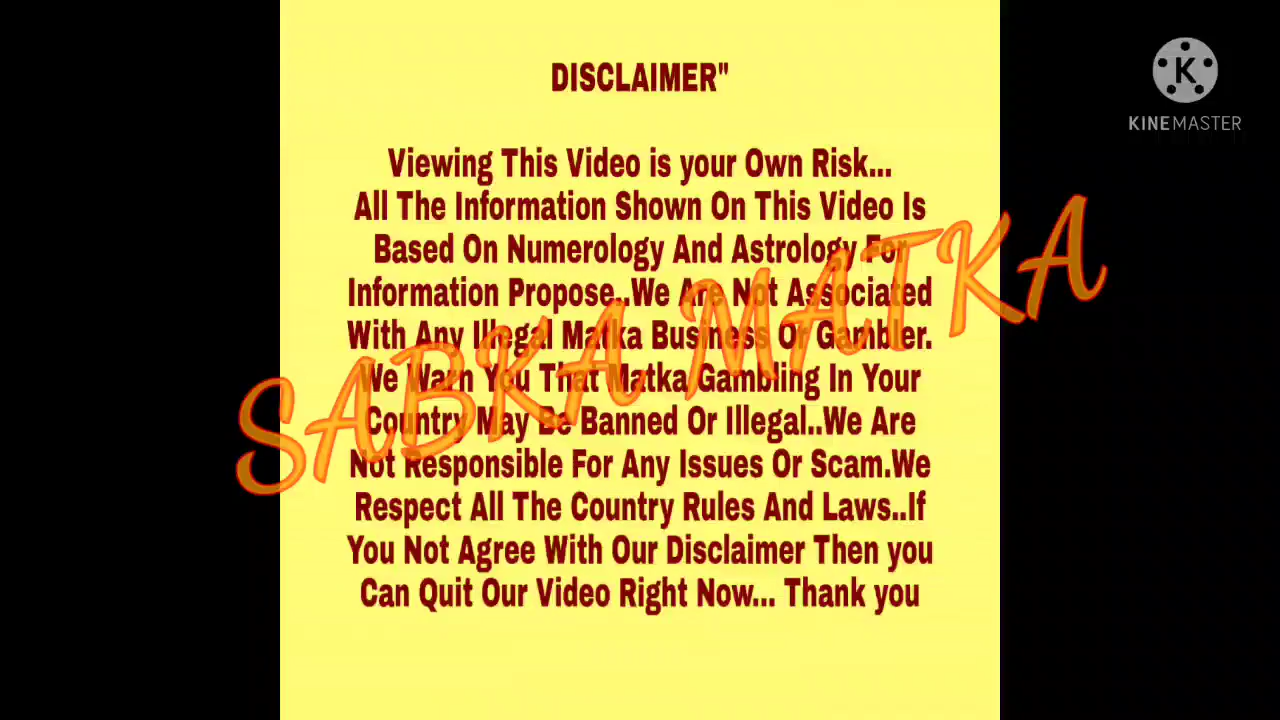 DISCLAIMER"
Viewing This Video is your Own Risk...
All The Information Shown On This Video Is
Based On Numerology And Astrology For
Information Propose..We Are Not Associated
With Any Illegal Matka Business Or Gambler.
We Warn You That Matka Gambling In Your
Country May Be Banned Or Illegal..We Are
Not Responsible For Any Issues Or Scam.We
Respect All The Country Rules And Laws..If
You Not Agree With Our Disclaimer Then you
Can Quit Our Video Right Now... Thank you
SABKA MATKA
K
KINEMASTER